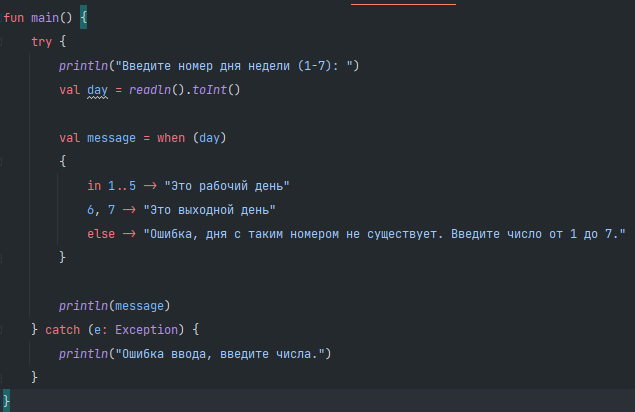 fun main() {
try {
println("Введите номер дня недели (1-7): ")
val day = readln().toInt()
val message = when (day)
{
in 1..5 -> "Это рабочий день"
6, 7 -> "Это выходной день"
else -> "Ошибка, дня с таким номером не существует. Введите число от 1 до 7."
}
println(message)
} catch (e: Exception) {
println("Ошибка ввода, введите числа.")
}
}